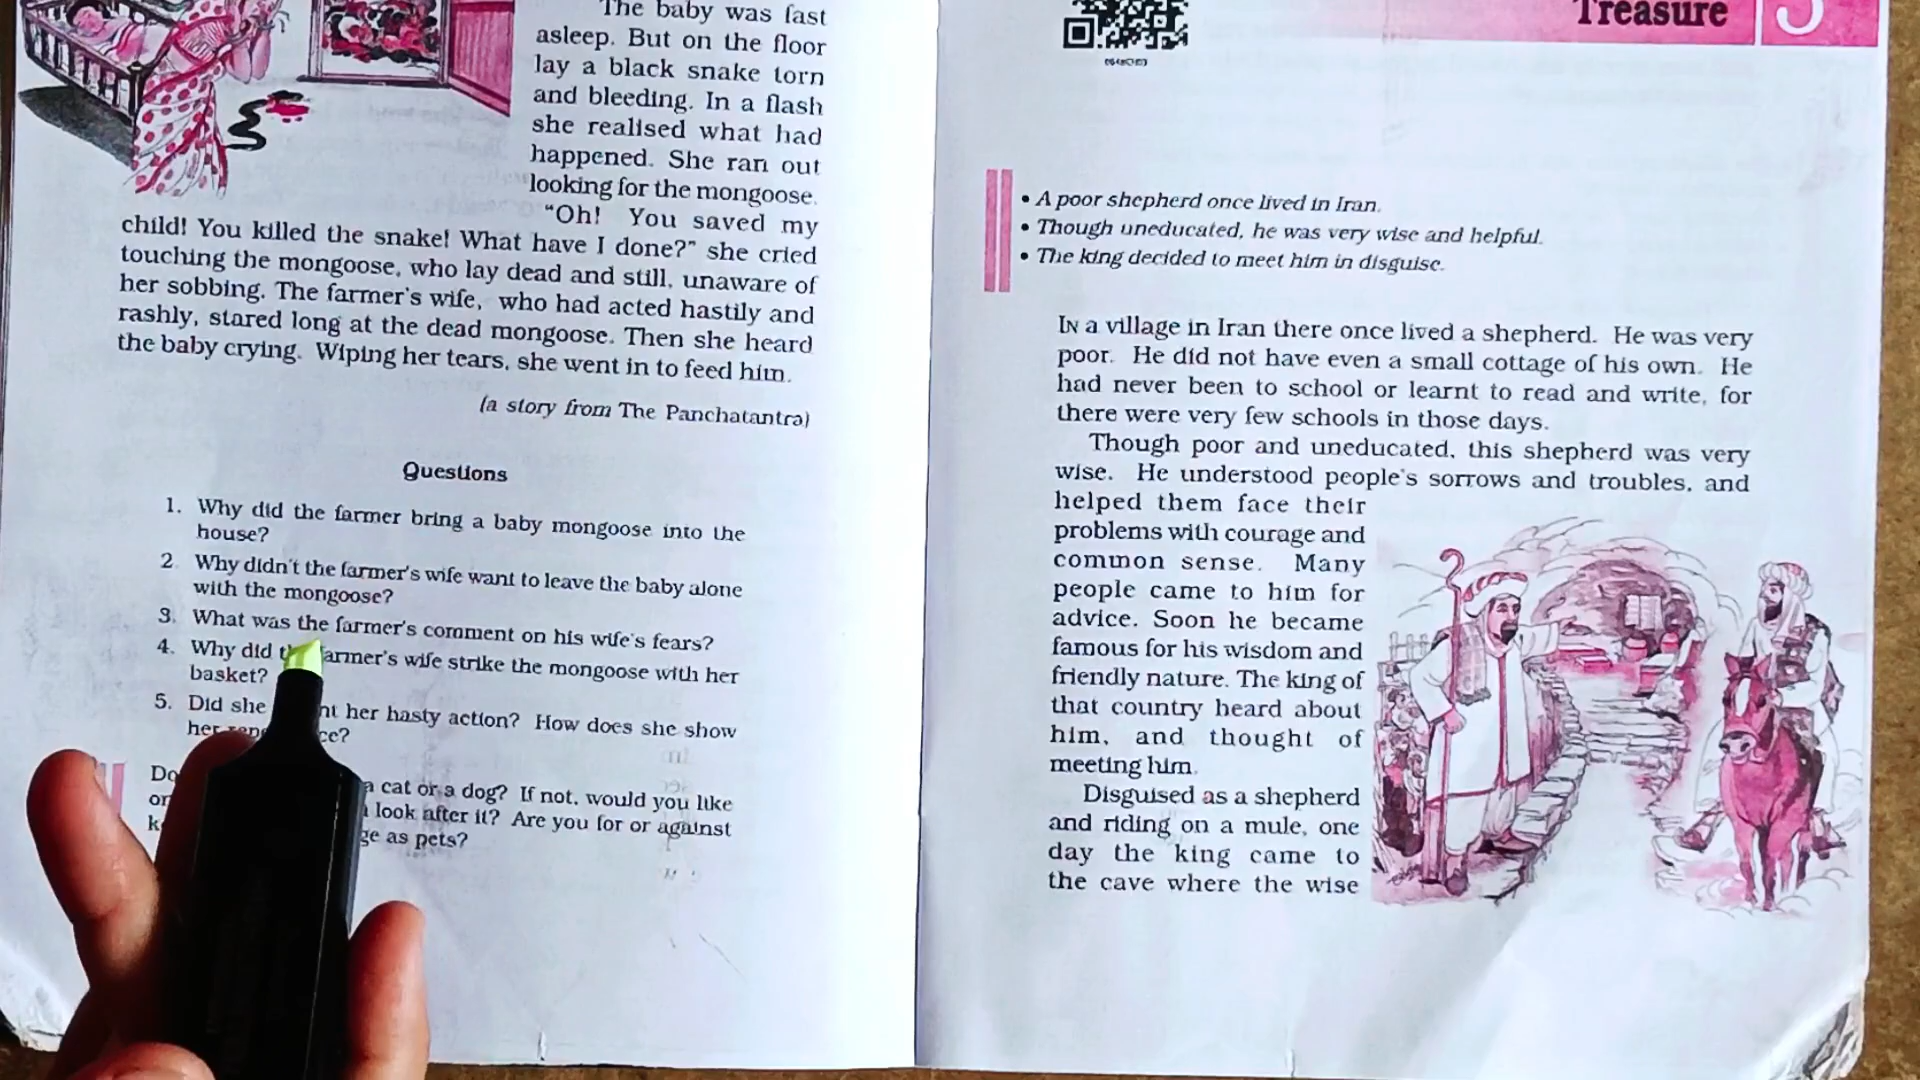 The baby was fast
asleep. But on the floor
lay a black snake torn
and bleeding. In a flash
she realised what had
happened. She ran out
looking for the mongoose.
"Oh! You saved my
child! You killed the snake! What have I done?" she cried
touching the mongoose, who lay dead and still, unaware of
her sobbing. The farmer's wife, who had acted hastily and
rashly, stared long at the dead mongoose. Then she heard
the baby crying. Wiping her tears, she went in to feed him.
(a story from The Panchatantra)
Questions
1. Why did the farmer bring a baby mongoose into the
house?
2. Why didn't the farmer's wife want to leave the baby alone
with the mongoose?
3. What was the farmer's comment on his wife's fears?
4. Why did farmer's wife strike the mongoose with her
basket?
5. Did she her hasty action? How does she show
her
Do a cat or a dog? If not, would you like
look after it? Are you for or against
as pets?
Treasure
5
• A poor shepherd once lived in Iran.
• Though uneducated, he was very wise and helpful.
• The king decided to meet him in disguise.
IN a village in Iran there once lived a shepherd. He was very
poor. He did not have even a small cottage of his own. He
had never been to school or learnt to read and write, for
there were very few schools in those days.
Though poor and uneducated, this shepherd was very
wise. He understood people's sorrows and troubles, and
helped them face their
problems with courage and
common sense. Many
people came to him for
advice. Soon he became
famous for his wisdom and
friendly nature. The king of
that country heard about
him, and thought of
meeting him.
Disguised as a shepherd
and riding on a mule, one
day the king came to
the cave where the wise